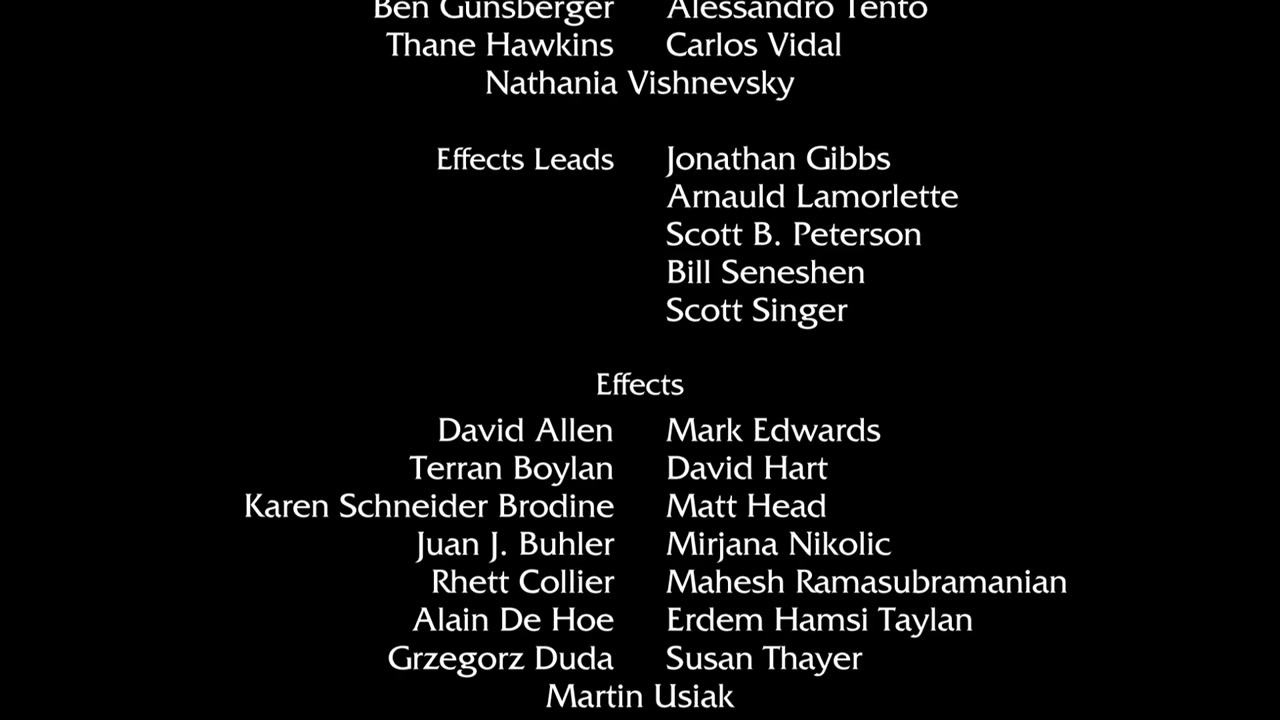 Ben Gunsberger Alessandro Tento
Thane Hawkins Carlos Vidal
Nathania Vishnevsky
Effects Leads Jonathan Gibbs
Arnauld Lamorlette
Scott B. Peterson
Bill Seneshen
Scott Singer
Effects
David Allen Mark Edwards
Terran Boylan David Hart
Karen Schneider Brodine Matt Head
Juan J. Buhler Mirjana Nikolic
Rhett Collier Mahesh Ramasubramanian
Alain De Hoe Erdem Hamsi Taylan
Grzegorz Duda Susan Thayer
Martin Usiak